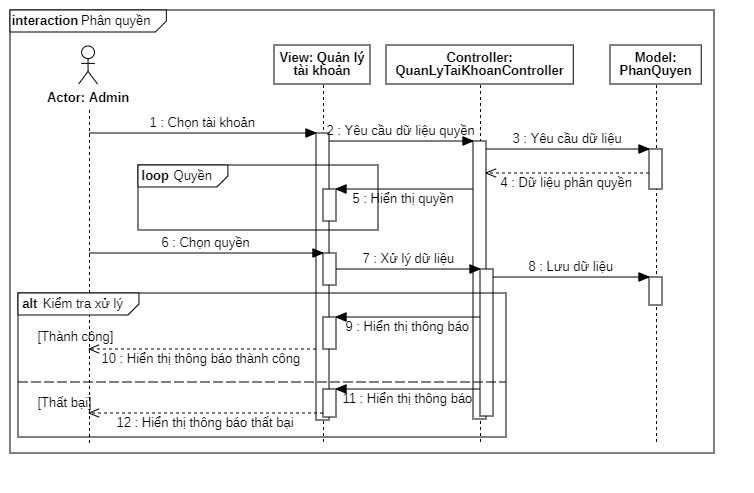 interaction Phân quyền
View: Quản lý
tài khoản
Controller:
QuanLyTaiKhoanController
Model:
PhanQuyen
Actor: Admin
1 : Chọn tài khoản
2 : Yêu cầu dữ liệu quyền
3 : Yêu cầu dữ liệu
4 : Dữ liệu phân quyền
loop Quyền
5 : Hiển thị quyền
6 : Chọn quyền
7 : Xử lý dữ liệu
8 : Lưu dữ liệu
alt Kiểm tra xử lý
9 : Hiển thị thông báo
[Thành công]
10 : Hiển thị thông báo thành công
11 : Hiển thị thông báo
[Thất bại]
12 : Hiển thị thông báo thất bại